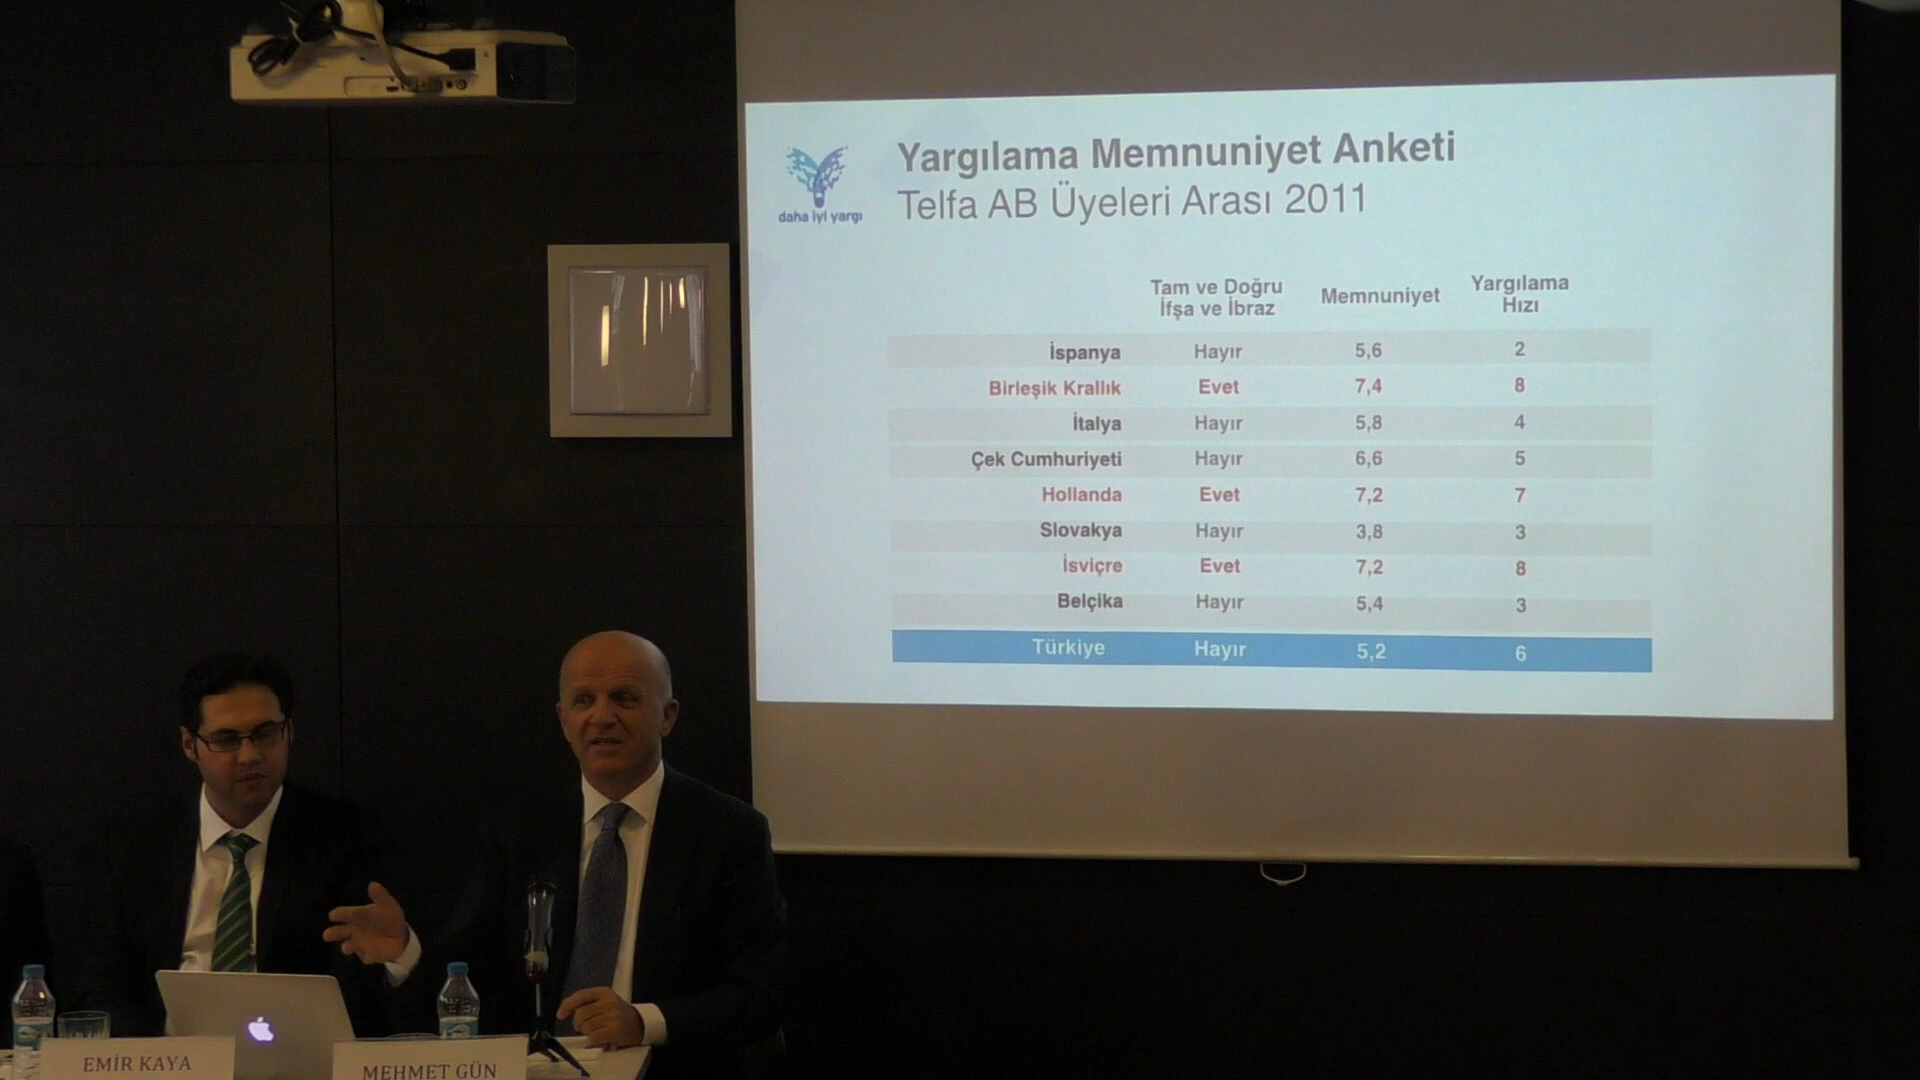 Yargılama Memnuniyet Anketi
Telfa AB Üyeleri Arası 2011
daha iyi yargı
Tam ve Doğru
İfşa ve İbraz
Memnuniyet
Yargılama
Hızı
İspanya Hayır 5,6 2
Birleşik Krallık Evet 7,4 8
İtalya Hayır 5,8 4
Çek Cumhuriyeti Hayır 6,6 5
Hollanda Evet 7,2 7
Slovakya Hayır 3,8 3
İsviçre Evet 7,2 8
Belçika Hayır 5,4 3
Türkiye Hayır 5,2 6
EMİR KAYA
MEHMET GÜN